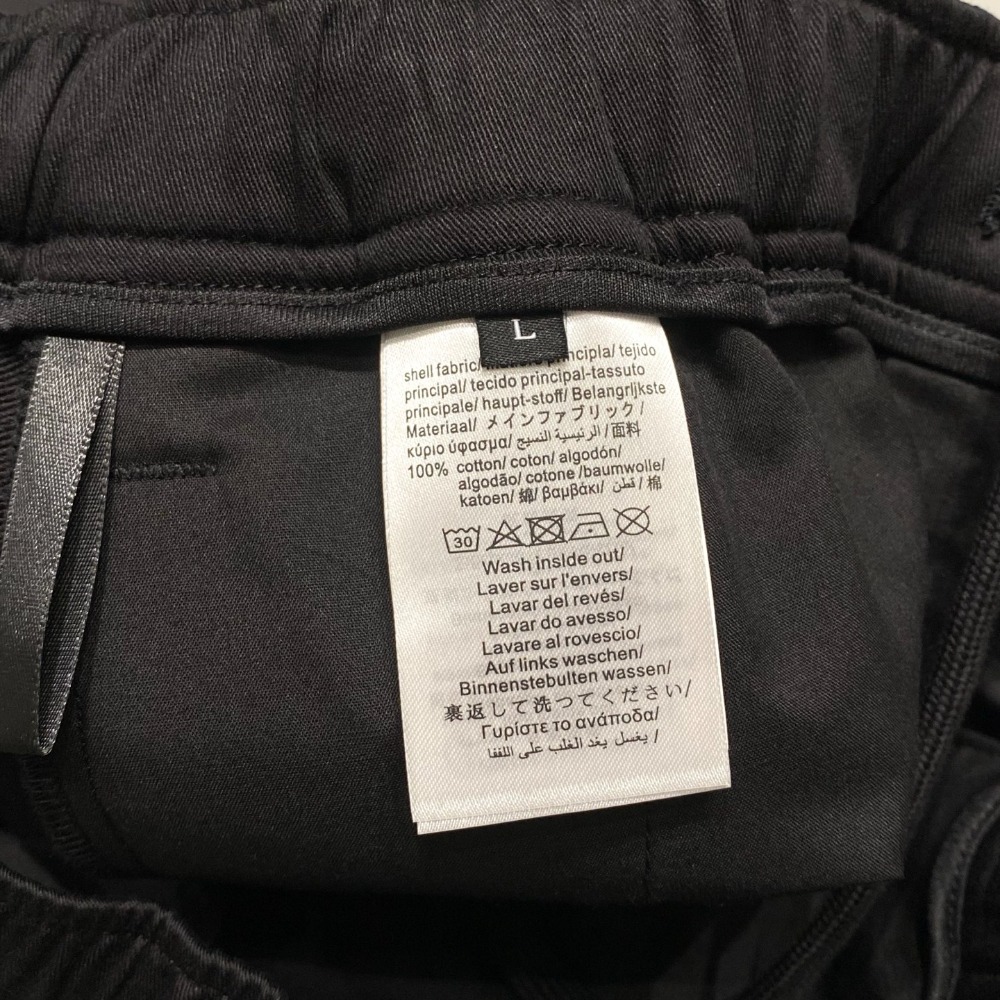 L
shell fabric/ principla/ tejido
principal/ tecido principal-tassuto
principale/ haupt-stoff/ Belangrijkste
Materiaal/ メインファブリック/
κύριο ύφασμα/ الرئيسية النسيج /面料
100% cotton/ coton/ algodón/
algodão/ cotone /baumwolle/
katoen/ 綿/ βαμβάκι/ قطن / 棉
30
Wash inside out/
Laver sur l'envers/
Lavar del revés/
Lavar do avesso/
Lavare al rovescio/
Auf links waschen/
Binnenstebulten wassen/
裏返して洗ってください/
Γυρίστε το ανάποδα/
يغسل يغد الغلب على اللففا /